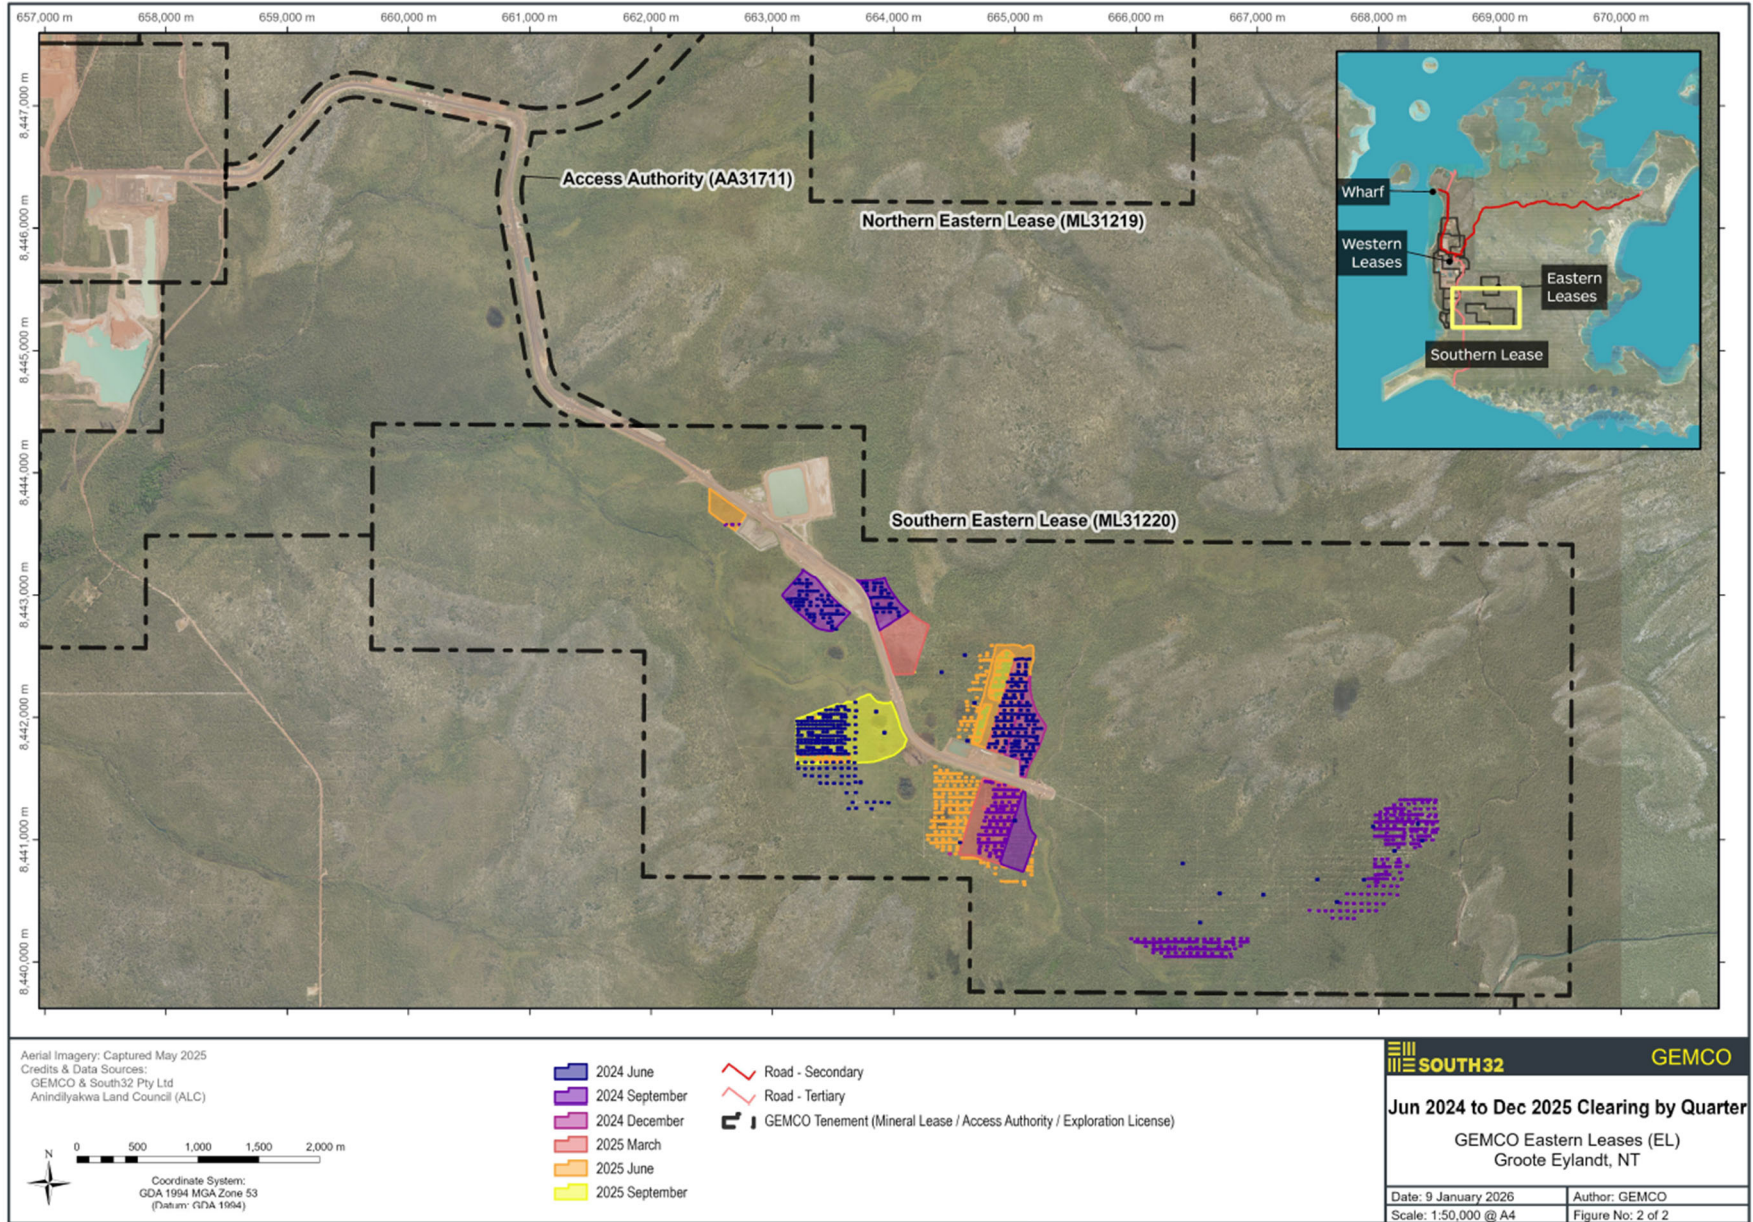 657,000 m 658,000 m 659,000 m 660,000 m 661,000 m 662,000 m 663,000 m 664,000 m 665,000 m 666,000 m 667,000 m 668,000 m 669,000 m 670,000 m
8,447,000 m
8,446,000 m
8,445,000 m
8,444,000 m
8,443,000 m
8,442,000 m
8,441,000 m
8,440,000 m
Access Authority (AA31711)
Northern Eastern Lease (ML31219)
Southern Eastern Lease (ML31220)
Wharf
Western
Leases
Eastern
Leases
Southern Lease
Aerial Imagery: Captured May 2025
Credits & Data Sources:
GEMCO & South32 Pty Ltd
Anindilyakwa Land Council (ALC)
N
0 500 1,000 1,500 2,000 m
Coordinate System:
GDA 1994 MGA Zone 53
(Datum: GDA 1994)
2024 June
2024 September
2024 December
2025 March
2025 June
2025 September
Road - Secondary
Road - Tertiary
GEMCO Tenement (Mineral Lease / Access Authority / Exploration License)
SOUTH32 GEMCO
Jun 2024 to Dec 2025 Clearing by Quarter
GEMCO Eastern Leases (EL)
Groote Eylandt, NT
Date: 9 January 2026 Author: GEMCO
Scale: 1:50,000 @ A4 Figure No: 2 of 2